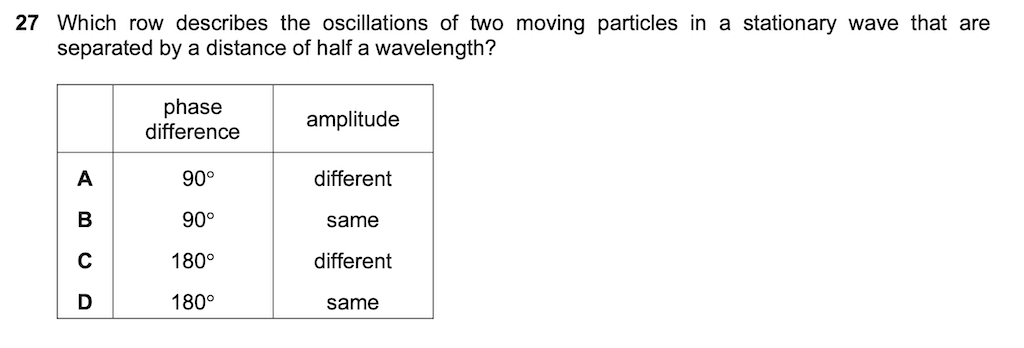 27 Which row describes the oscillations of two moving particles in a stationary wave that are
separated by a distance of half a wavelength?
phase
difference
amplitude
A 90° different
B 90° same
C 180° different
D 180° same